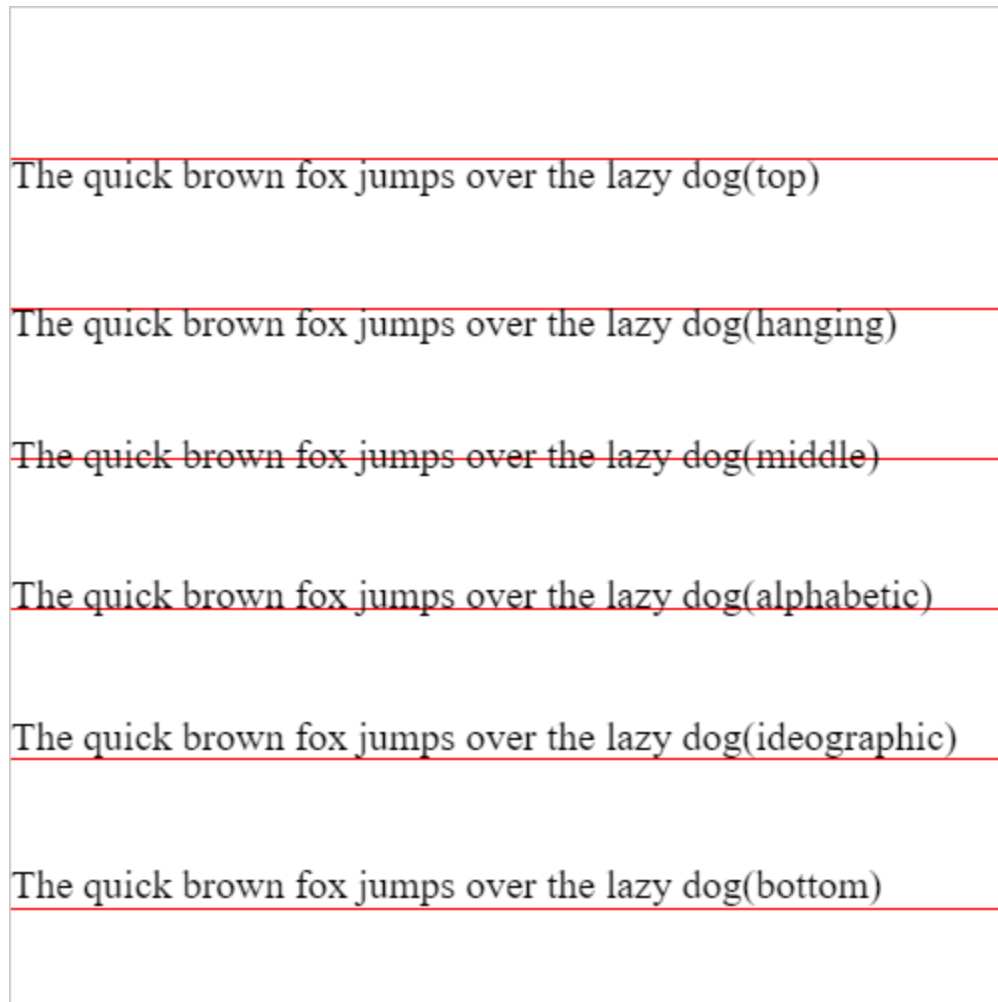 The quick brown fox jumps over the lazy dog(top)
The quick brown fox jumps over the lazy dog(hanging)
The quick brown fox jumps over the lazy dog(middle)
The quick brown fox jumps over the lazy dog(alphabetic)
The quick brown fox jumps over the lazy dog(ideographic)
The quick brown fox jumps over the lazy dog(bottom)